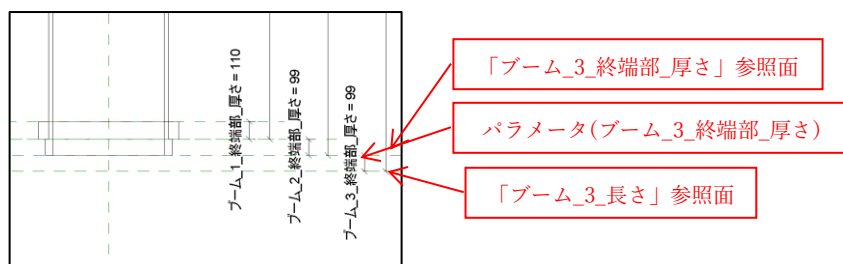 ブーム_1_終端部_厚さ = 110
ブーム_2_終端部_厚さ = 99
ブーム_3_終端部_厚さ = 99
「ブーム_3_終端部_厚さ」参照面
パラメータ(ブーム_3_終端部_厚さ)
「ブーム_3_長さ」参照面